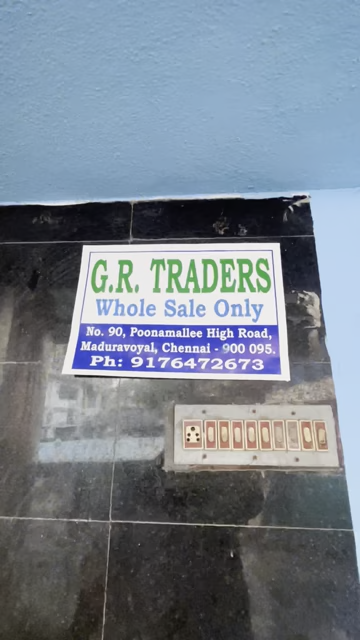 G.R. TRADERS
Whole Sale Only
No. 90, Poonamallee High Road,
Maduravoyal, Chennai - 900 095.
Ph: 9176472673